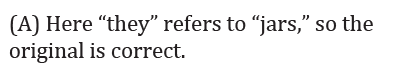 (A) Here “they” refers to “jars,” so the
original is correct.